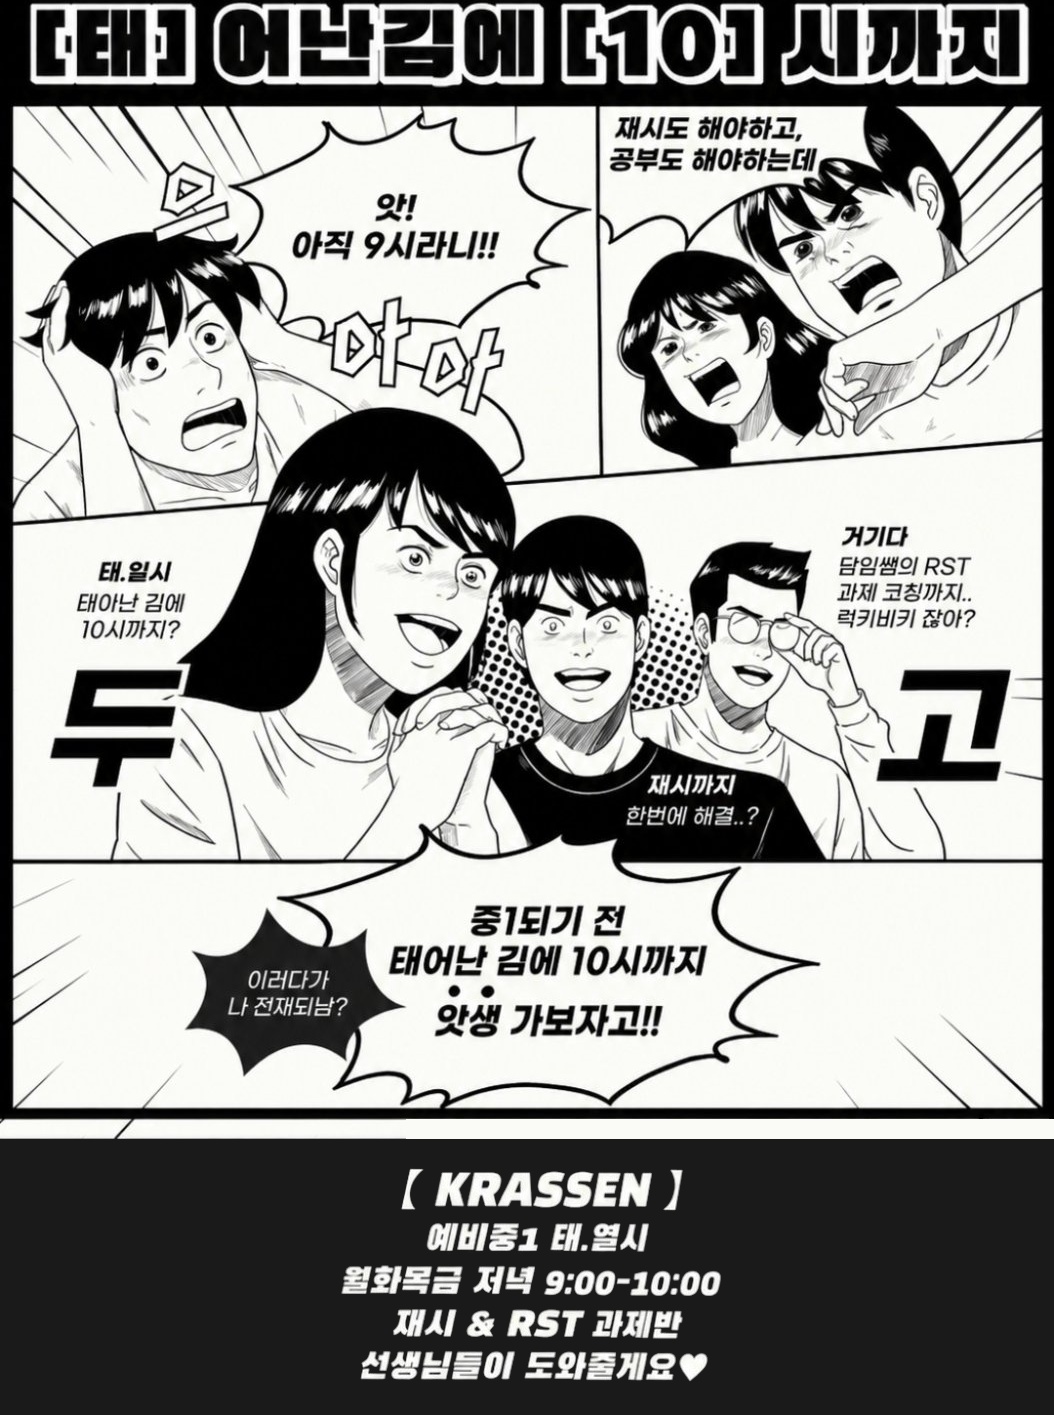 [태] 어난김에 [10] 시까지
으
아아
앗!
아직 9시라니!!
재시도 해야하고,
공부도 해야하는데
태.일시
태아난 김에
10시까지?
두
거기다
담임쌤의 RST
과제 코칭까지..
럭키비키 잖아?
고
재시까지
한번에 해결..?
중1되기 전
태어난 김에 10시까지
앗생 가보자고!!
이러다가
나 전재되남?
【 KRASSEN 】
예비중1 태.열시
월화목금 저녁 9:00-10:00
재시 & RST 과제반
선생님들이 도와줄게요♥